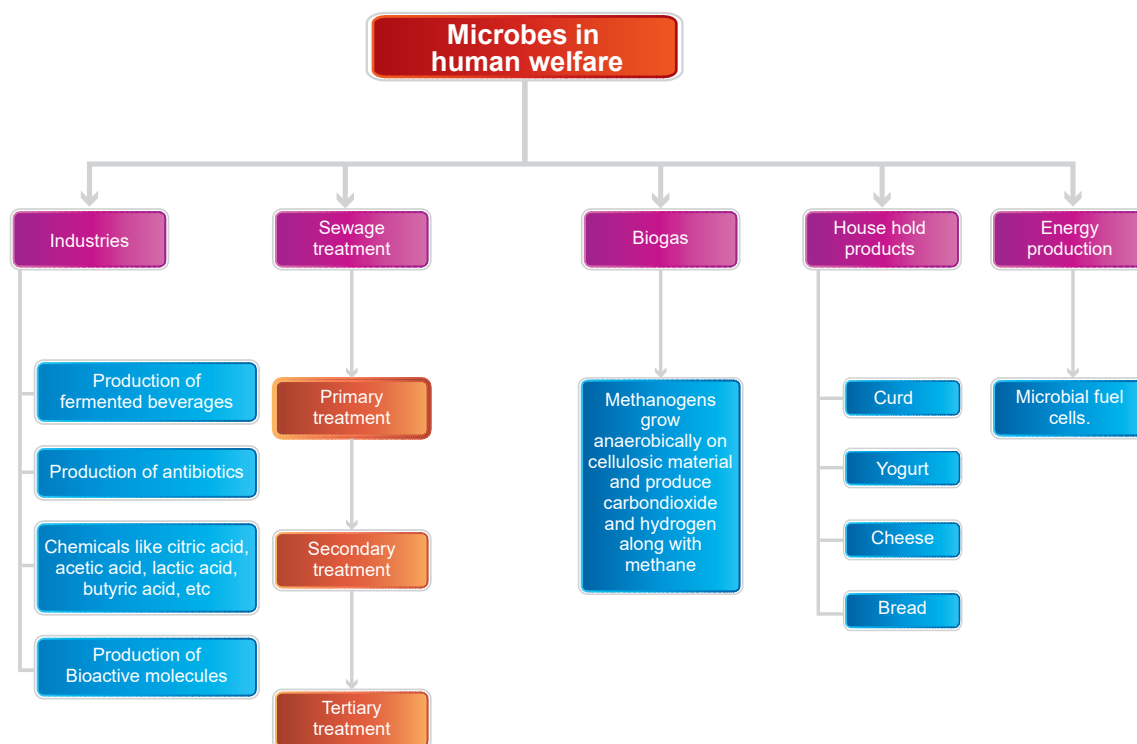 Microbes in
human welfare
Industries
Sewage
treatment
Biogas
House hold
products
Energy
production
Production of
fermented beverages
Production of antibiotics
Chemicals like citric acid,
acetic acid, lactic acid,
butyric acid, etc
Production of
Bioactive molecules
Primary
treatment
Secondary
treatment
Tertiary
treatment
Methanogens
grow
anaerobically on
cellulosic material
and produce
carbondioxide
and hydrogen
along with
methane
Curd
Yogurt
Cheese
Bread
Microbial fuel
cells.